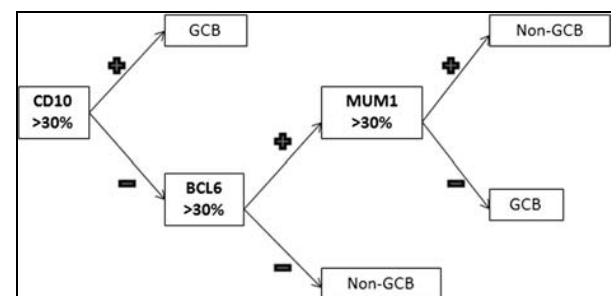 GCB
Non-GCB
CD10
>30%
MUM1
>30%
BCL6
>30%
GCB
Non-GCB